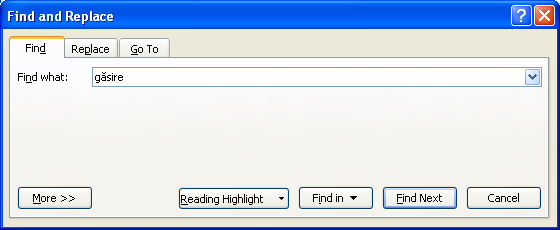 Find and Replace
Find Replace Go To
Find what: găsire
More >> Reading Highlight Find in Find Next Cancel